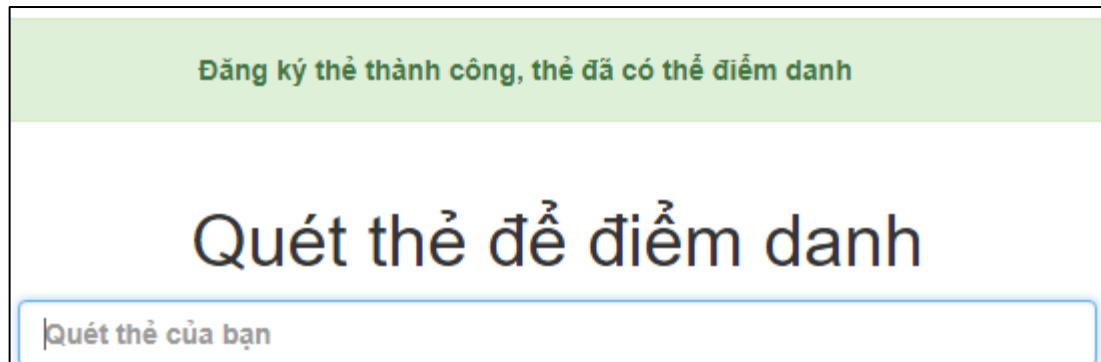 Đăng ký thẻ thành công, thẻ đã có thể điểm danh
Quét thẻ để điểm danh
Quét thẻ của bạn